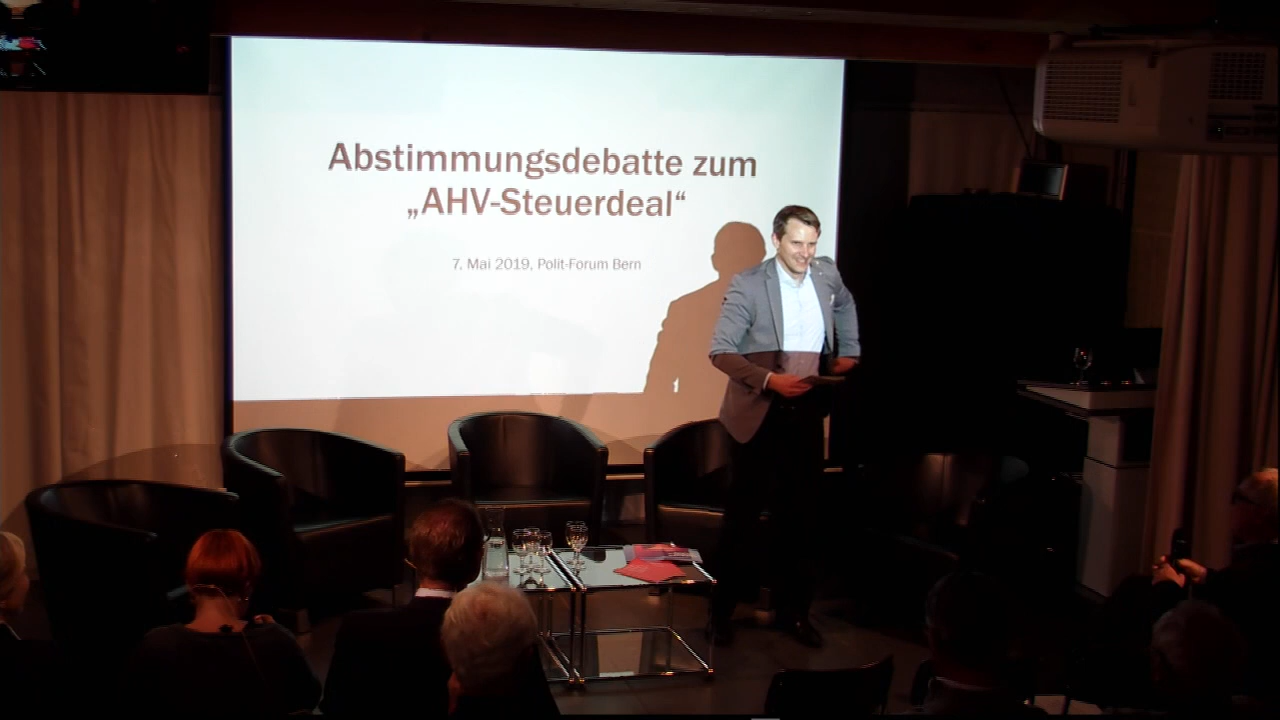 Abstimmungsdebatte zum
„AHV-Steuerdeal“
7. Mai 2019, Polit-Forum Bern